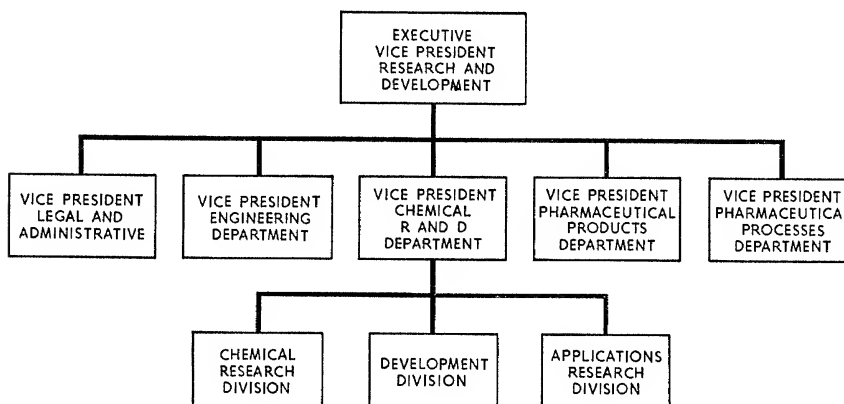 EXECUTIVE
VICE PRESIDENT
RESEARCH AND
DEVELOPMENT
VICE PRESIDENT
LEGAL AND
ADMINISTRATIVE
VICE PRESIDENT
ENGINEERING
DEPARTMENT
VICE PRESIDENT
CHEMICAL
R AND D
DEPARTMENT
VICE PRESIDENT
PHARMACEUTICAL
PRODUCTS
DEPARTMENT
VICE PRESIDENT
PHARMACEUTICA
PROCESSES
DEPARTMENT
CHEMICAL
RESEARCH
DIVISION
DEVELOPMENT
DIVISION
APPLICATIONS
RESEARCH
DIVISION